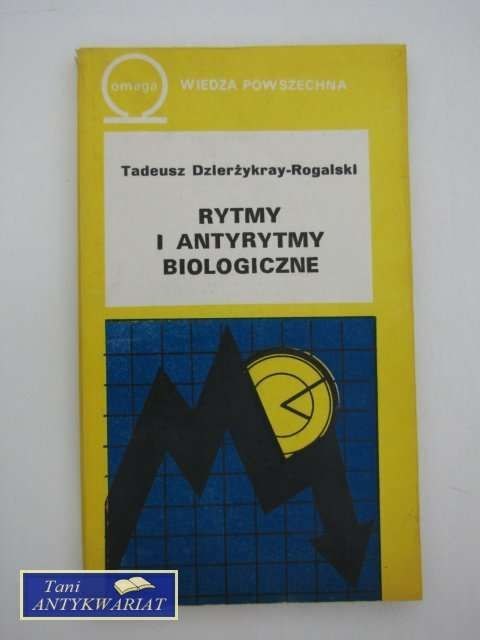 omega
WIEDZA POWSZECHNA
Tadeusz Dzierżykray-Rogalski
RYTMY
I ANTYRYTMY
BIOLOGICZNE
Tani
ANTYKWARIAT